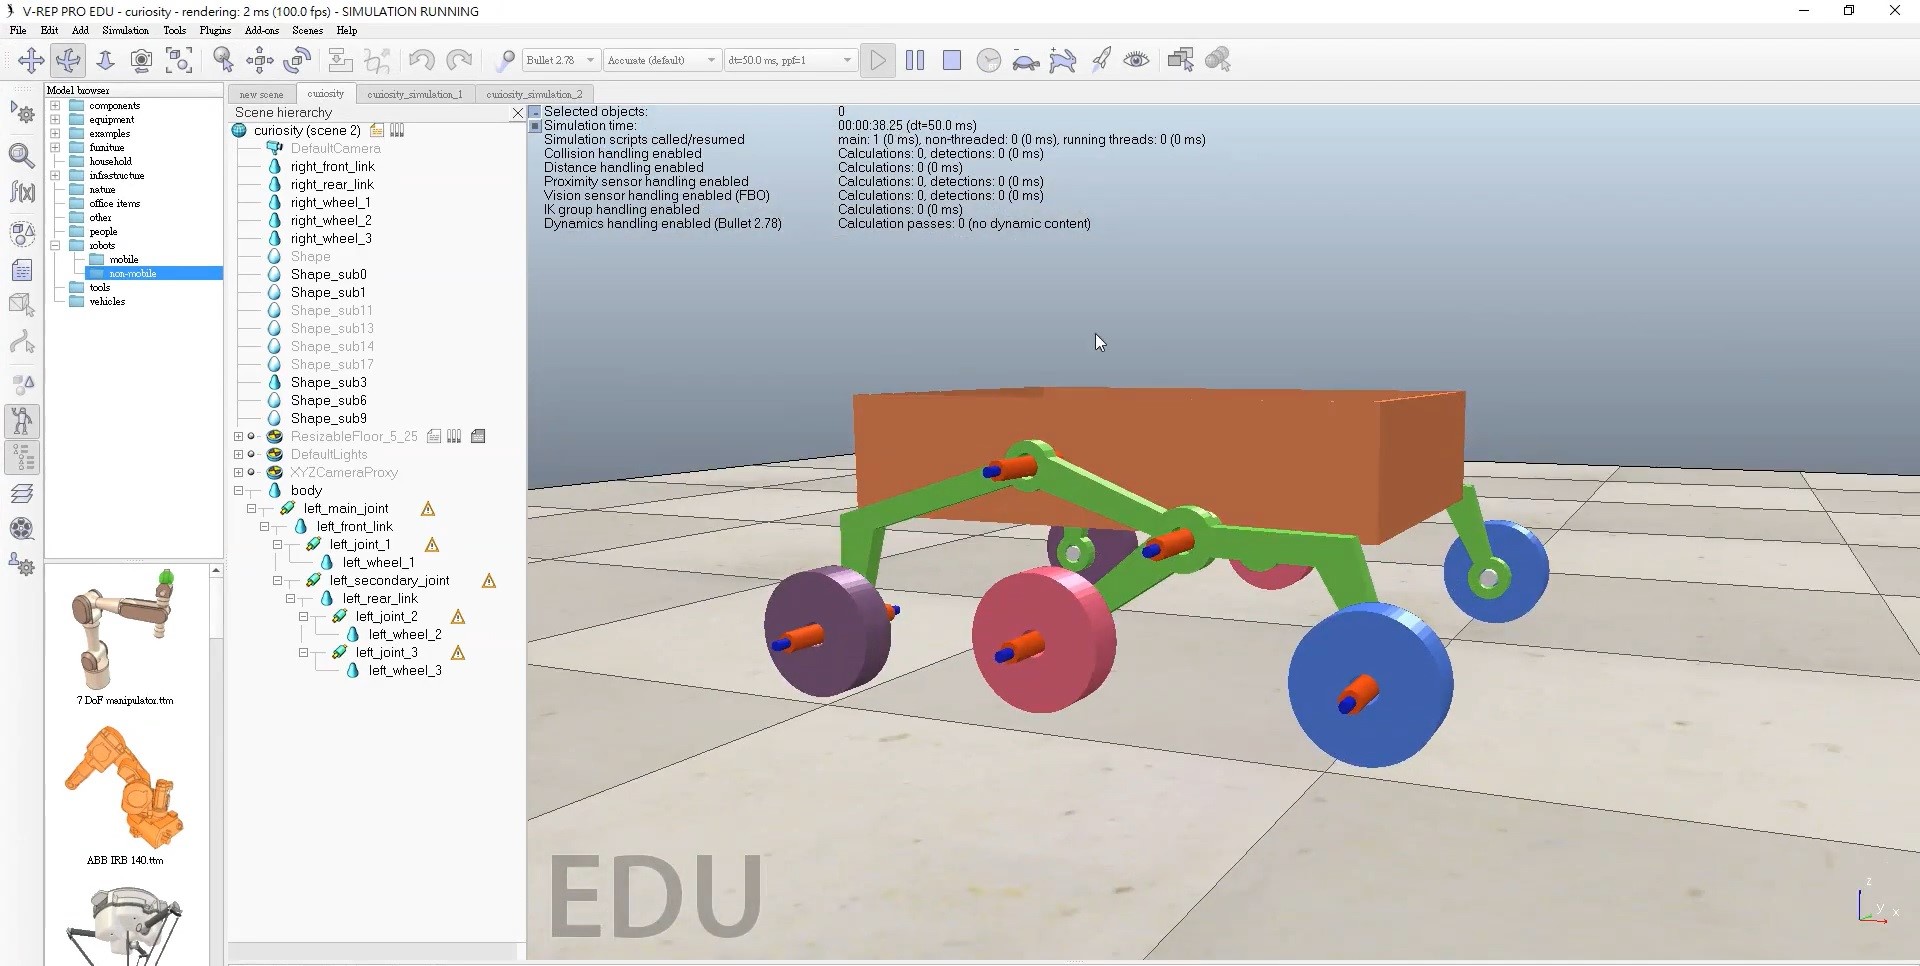 V-REP PRO EDU - curiosity - rendering: 2 ms (100.0 fps) - SIMULATION RUNNING
File Edit Add Simulation Tools Plugins Add-ons Scenes Help
Bullet 2.78 Accurate (default) dt=50.0 ms, ppf=1
Model browser
components
equipment
examples
furniture
household
infrastructure
nature
office items
other
people
robots
mobile
non-mobile
tools
vehicles
7 DoF manipulator.ttm
ABB IRB 140.ttm
new scene curiosity curiosity_simulation_1 curiosity_simulation_2
Scene hierarchy
curiosity (scene 2)
DefaultCamera
right_front_link
right_rear_link
right_wheel_1
right_wheel_2
right_wheel_3
Shape
Shape_sub0
Shape_sub1
Shape_sub11
Shape_sub13
Shape_sub14
Shape_sub17
Shape_sub3
Shape_sub6
Shape_sub9
ResizableFloor_5_25
DefaultLights
XYZCameraProxy
body
left_main_joint
left_front_link
left_joint_1
left_wheel_1
left_secondary_joint
left_rear_link
left_joint_2
left_wheel_2
left_joint_3
left_wheel_3
Selected objects: 0
Simulation time: 00:00:38.25 (dt=50.0 ms)
Simulation scripts called/resumed main: 1 (0 ms), non-threaded: 0 (0 ms), running threads: 0 (0 ms)
Collision handling enabled Calculations: 0, detections: 0 (0 ms)
Distance handling enabled Calculations: 0 (0 ms)
Proximity sensor handling enabled Calculations: 0, detections: 0 (0 ms)
Vision sensor handling enabled (FBO) Calculations: 0, detections: 0 (0 ms)
IK group handling enabled Calculations: 0 (0 ms)
Dynamics handling enabled (Bullet 2.78) Calculation passes: 0 (no dynamic content)
EDU
z
y
x